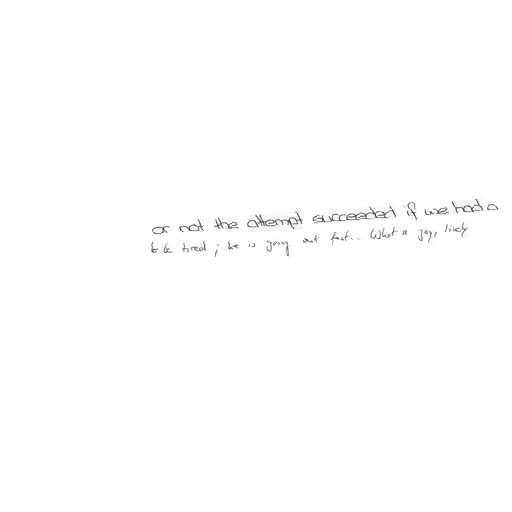 or not the attempt succeeded if we had a
to be tired ; he is going out fast... What a gay, lively